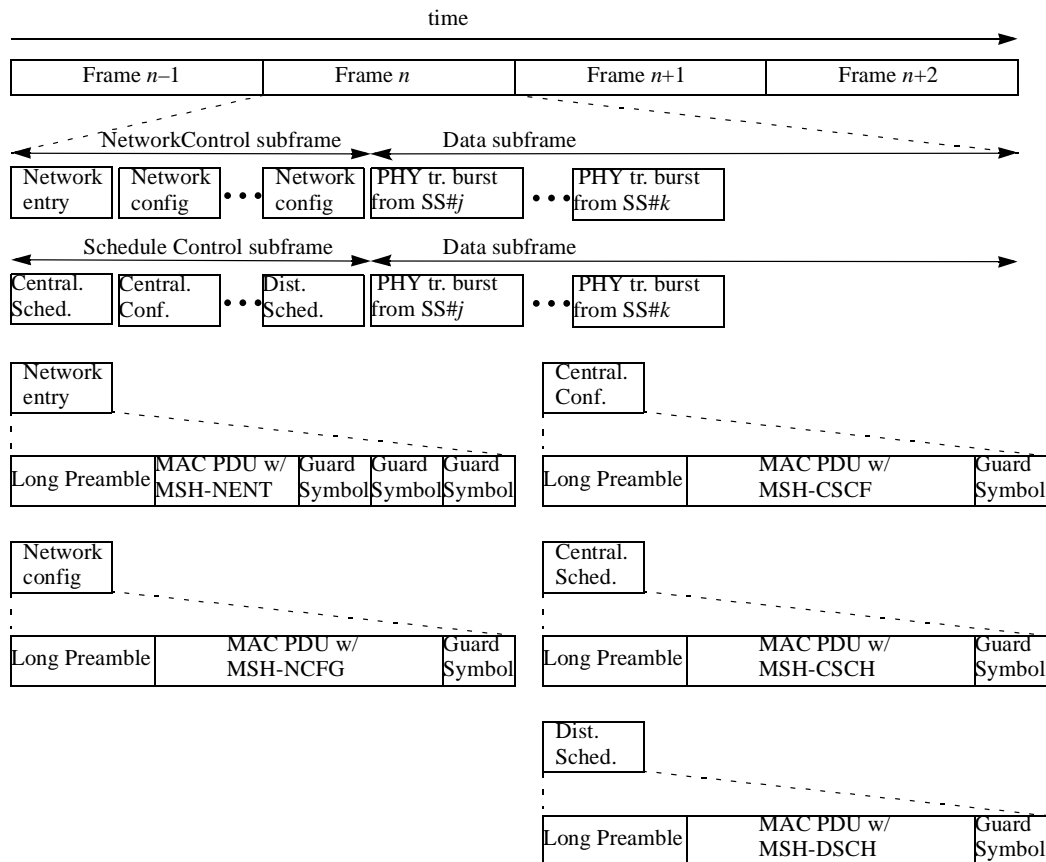 time
Frame n–1 Frame n Frame n+1 Frame n+2
NetworkControl subframe Data subframe
Network entry
Network config
•••
Network config
PHY tr. burst from SS#j
•••
PHY tr. burst from SS#k
Schedule Control subframe Data subframe
Central. Sched.
Central. Conf.
•••
Dist. Sched.
PHY tr. burst from SS#j
•••
PHY tr. burst from SS#k
Network entry
Central. Conf.
Long Preamble
MAC PDU w/ MSH-NENT
Guard Symbol
Guard Symbol
Guard Symbol
Long Preamble
MAC PDU w/ MSH-CSCF
Guard Symbol
Network config
Central. Sched.
Long Preamble
MAC PDU w/ MSH-NCFG
Guard Symbol
Long Preamble
MAC PDU w/ MSH-CSCH
Guard Symbol
Dist. Sched.
Long Preamble
MAC PDU w/ MSH-DSCH
Guard Symbol